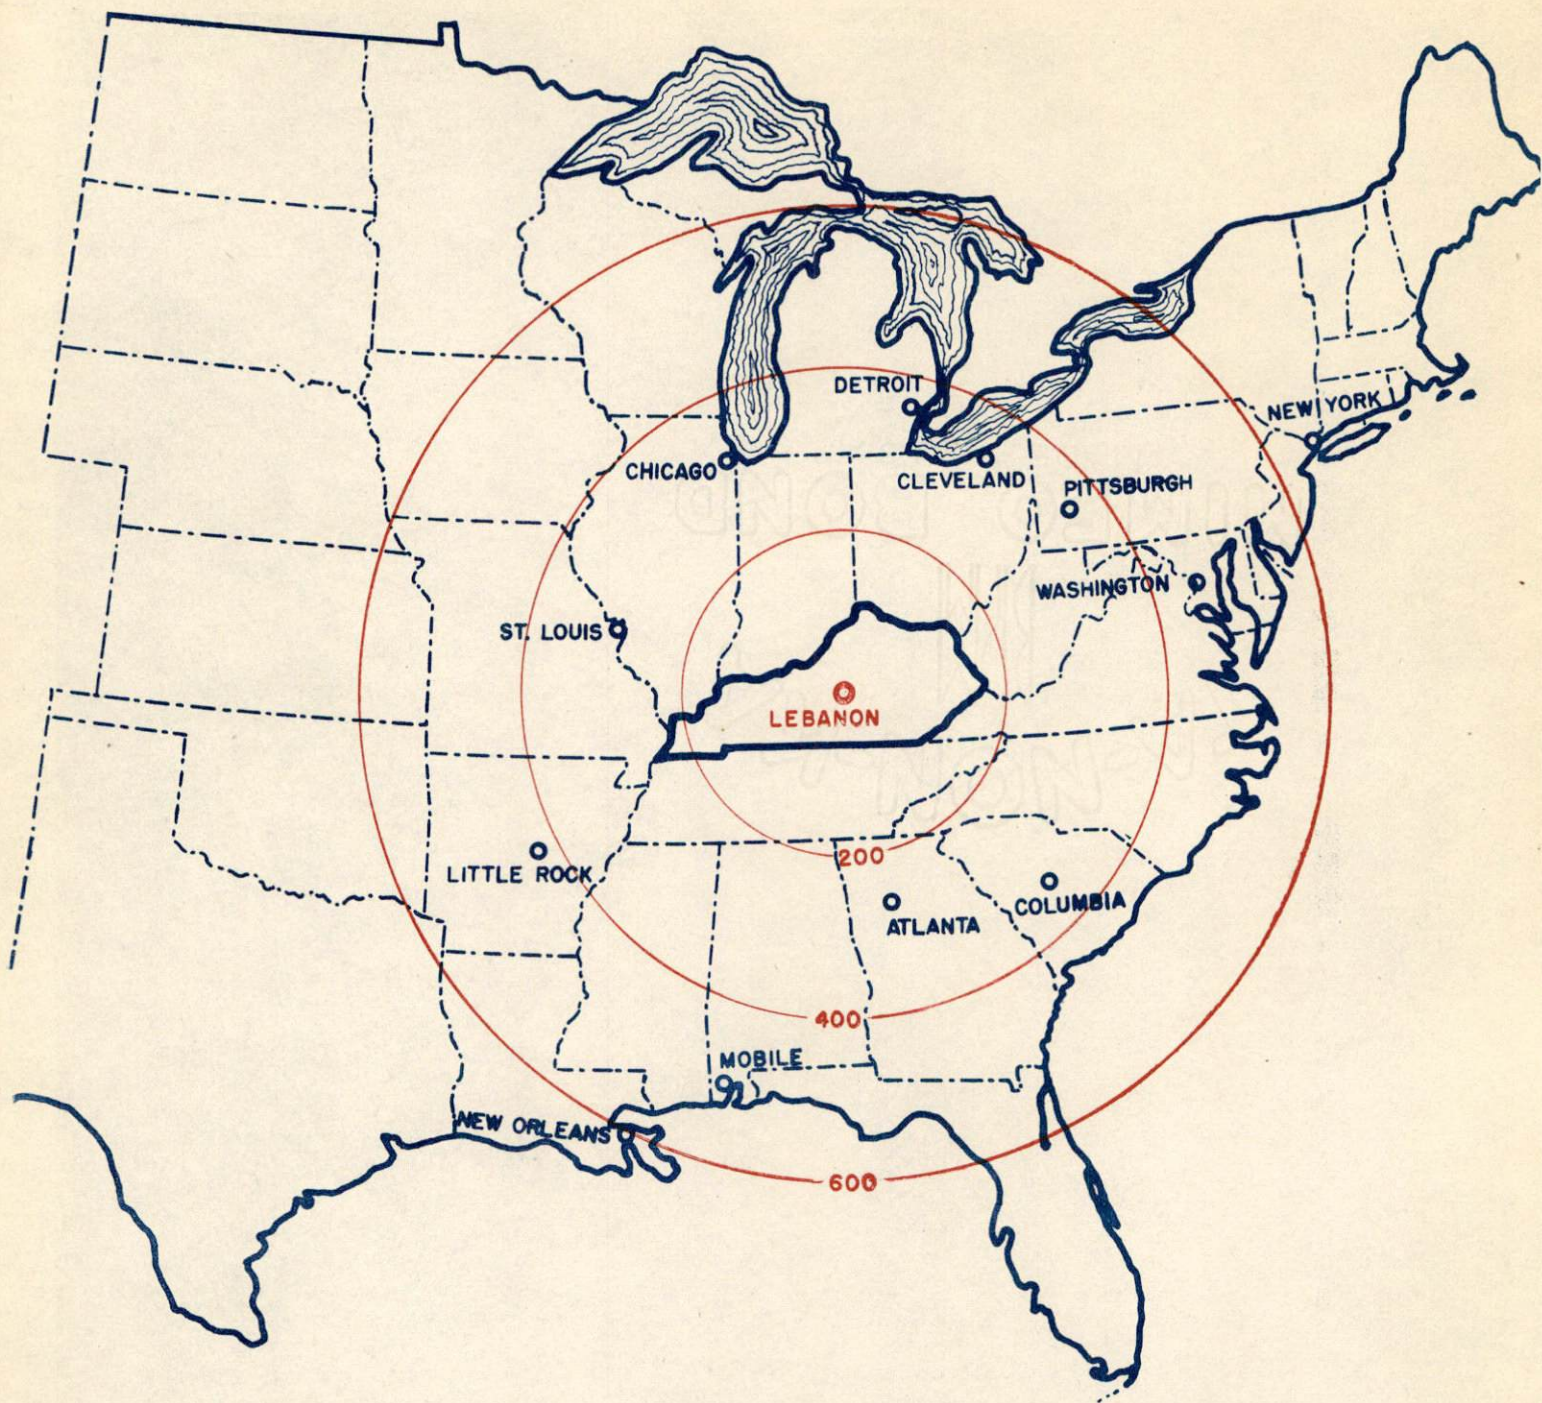 DETROIT
NEW YORK
CHICAGO
CLEVELAND
PITTSBURGH
WASHINGTON
ST. LOUIS
LEBANON
200
LITTLE ROCK
COLUMBIA
ATLANTA
400
MOBILE
NEW ORLEANS
600